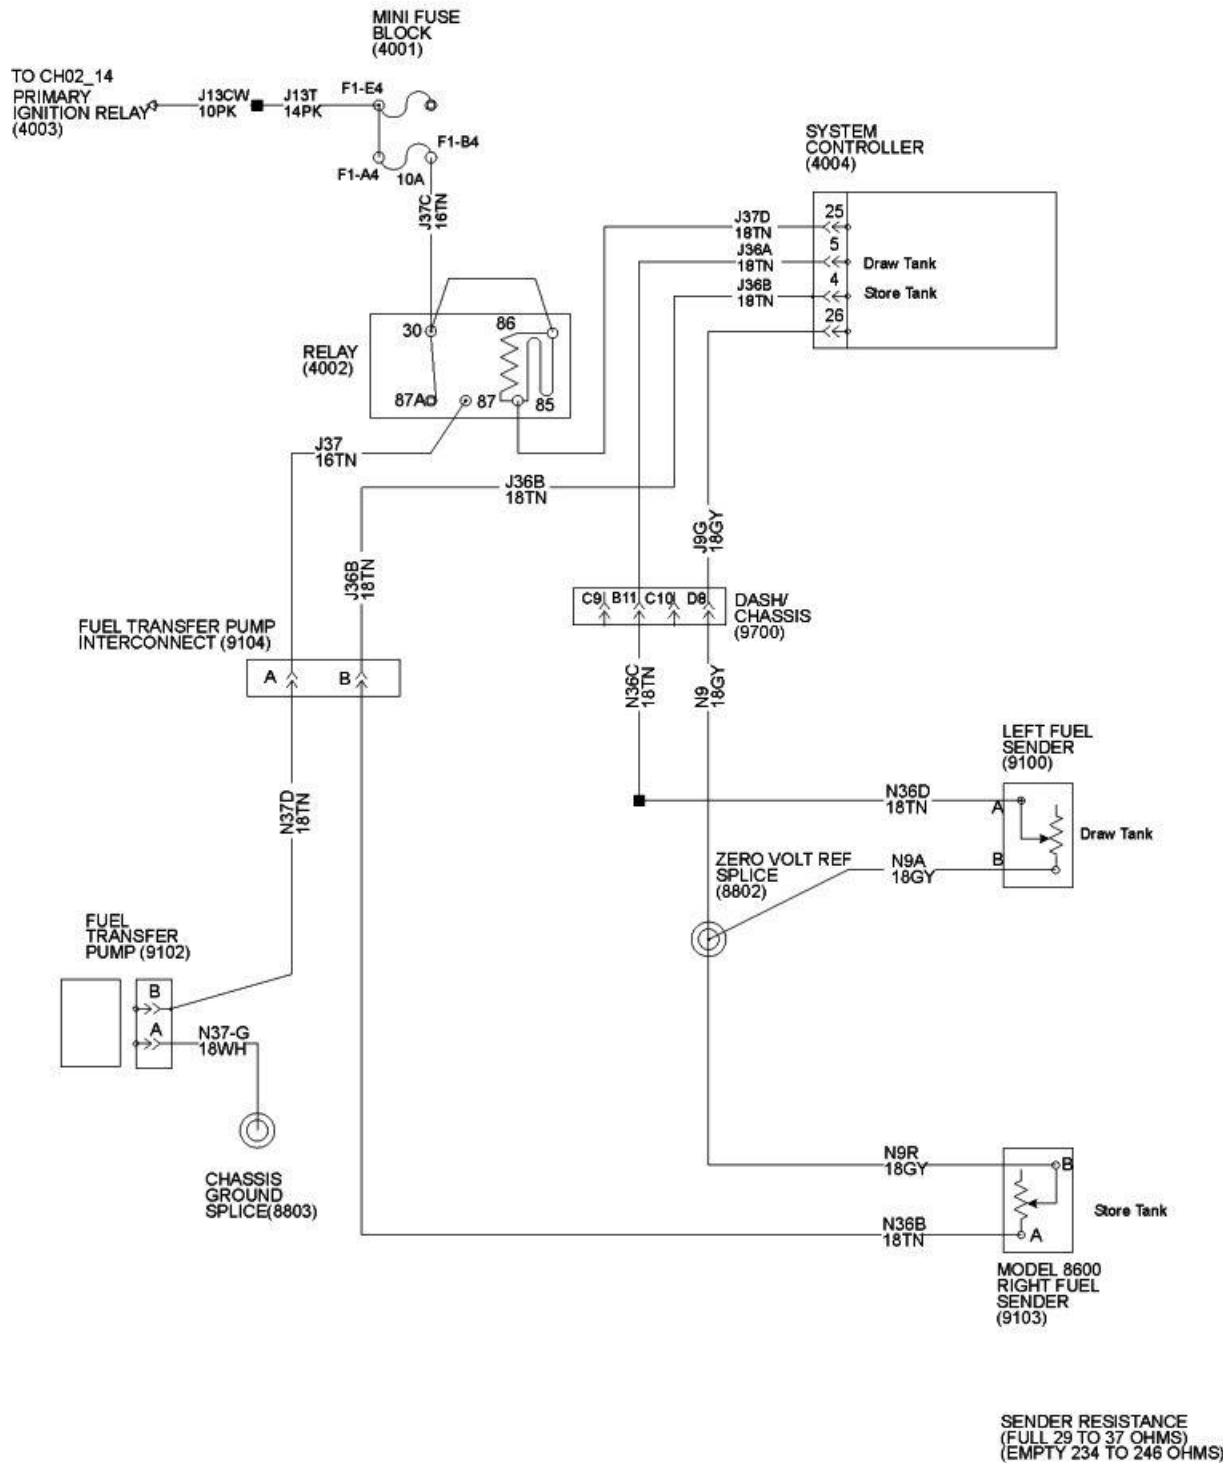 MINI FUSE
BLOCK
(4001)
TO CH02_14
PRIMARY
IGNITION RELAY
(4003)
J13CW
10PK
J13T
14PK
F1-E4
F1-B4
F1-A4
10A
J37C
16TN
SYSTEM
CONTROLLER
(4004)
J37D
18TN
25
J36A
18TN
5
Draw Tank
J36B
18TN
4
Store Tank
26
RELAY
(4002)
30
86
87A
87
85
J37
16TN
J36B
18TN
J36B
18TN
J9G
18GY
C9
B11
C10
D8
DASH/
CHASSIS
(9700)
FUEL TRANSFER PUMP
INTERCONNECT (9104)
A
B
N36C
18TN
N9
18GY
LEFT FUEL
SENDER
(9100)
N36D
18TN
A
Draw Tank
N37D
18TN
ZERO VOLT REF
SPLICE
(8802)
N9A
18GY
B
FUEL
TRANSFER
PUMP (9102)
B
A
N37-G
18WH
CHASSIS
GROUND
SPLICE(8803)
N9R
18GY
B
Store Tank
N36B
18TN
A
MODEL 8600
RIGHT FUEL
SENDER
(9103)
SENDER RESISTANCE
(FULL 29 TO 37 OHMS)
(EMPTY 234 TO 246 OHMS)